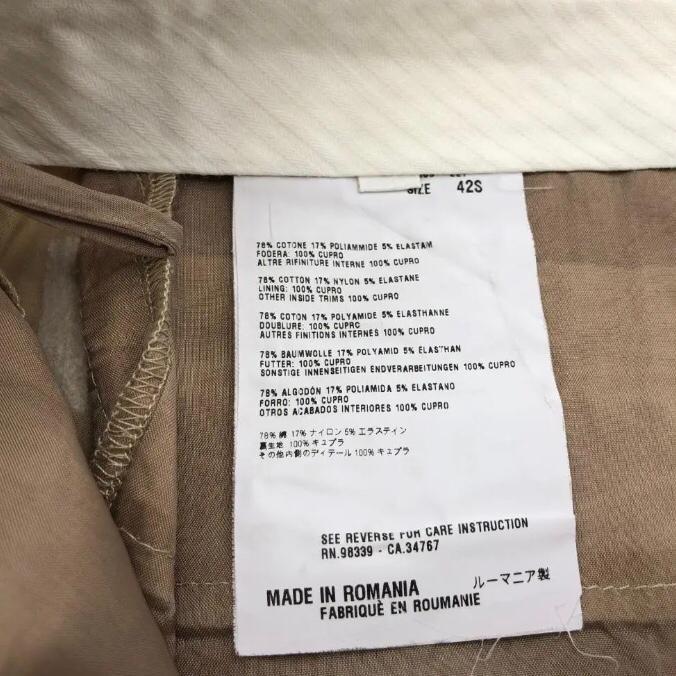 SIZE 42S
78% COTONE 17% POLIAMMIDE 5% ELASTAM
FODERA: 100% CUPRO
ALTRE RIFINITURE INTERNE 100% CUPRO
78% COTTON 17% NYLON 5% ELASTANE
LINING: 100% CUPRO
OTHER INSIDE TRIMS 100% CUPRO
78% COTON 17% POLYAMIDE 5% ELASTHANNE
DOUBLURE: 100% CUPRO
AUTRES FINITIONS INTERNES 100% CUPRO
78% BAUMWOLLE 17% POLYAMID 5% ELASTHAN
FUTTER: 100% CUPRO
SONSTIGE INNENSEITIGEN ENDVERARBEITUNGEN 100% CUPRO
78% ALGODÓN 17% POLIAMIDA 5% ELASTANO
FORRO: 100% CUPRO
OTROS ACABADOS INTERIORES 100% CUPRO
78% 綿 17% ナイロン 5% エラステイン
裏生地 100% キュプラ
その他内側のディテール 100% キュプラ
SEE REVERSE FOR CARE INSTRUCTION
RN.98339 - CA.34767
MADE IN ROMANIA ルーマニア製
FABRIQUÈ EN ROUMANIE